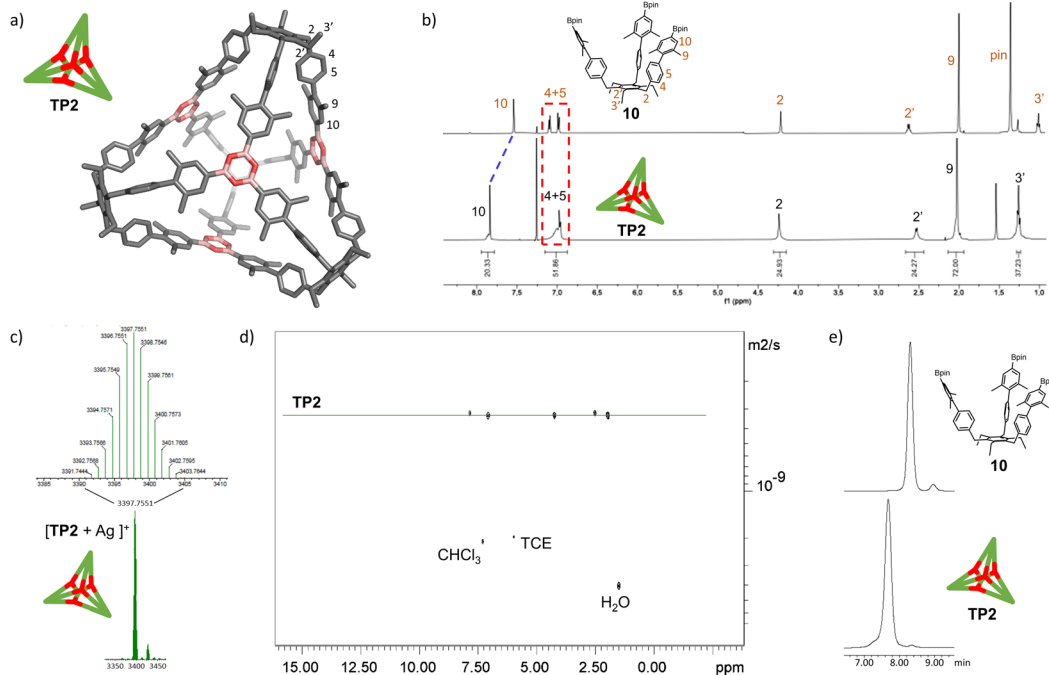 a)
TP2
2
3'
2'
4
5
9
10
b)
Bpin
Bpin
Bpin
10
9
5
4
2'
2
3'
10
10
4+5
2
2'
9
pin
3'
10
4+5
TP2
2
2'
9
3'
20.33
51.86
24.93
24.27
72.00
37.23
8,0 7,5 7,0 6,5 6,0 5,5 5,0 4,5 4,0 3,5 3,0 2,5 2,0 1,5 1,0
f1 (ppm)
c)
3397.7551
3396.7551
3398.7546
3395.7549
3399.7561
3394.7571
3400.7573
3393.7566
3401.7605
3392.7568
3402.7595
3391.7444
3403.7644
3385 3390 3395 3400 3405 3410
3397.7551
[TP2 + Ag ]+
3350 3400 3450
d)
m2/s
TP2
10-9
CHCl3
TCE
H2O
15.00 12.50 10.00 7.50 5.00 2.50 0.00 ppm
e)
Bpin
Bpin
Bpin
10
TP2
7.00 8.00 9.00 min